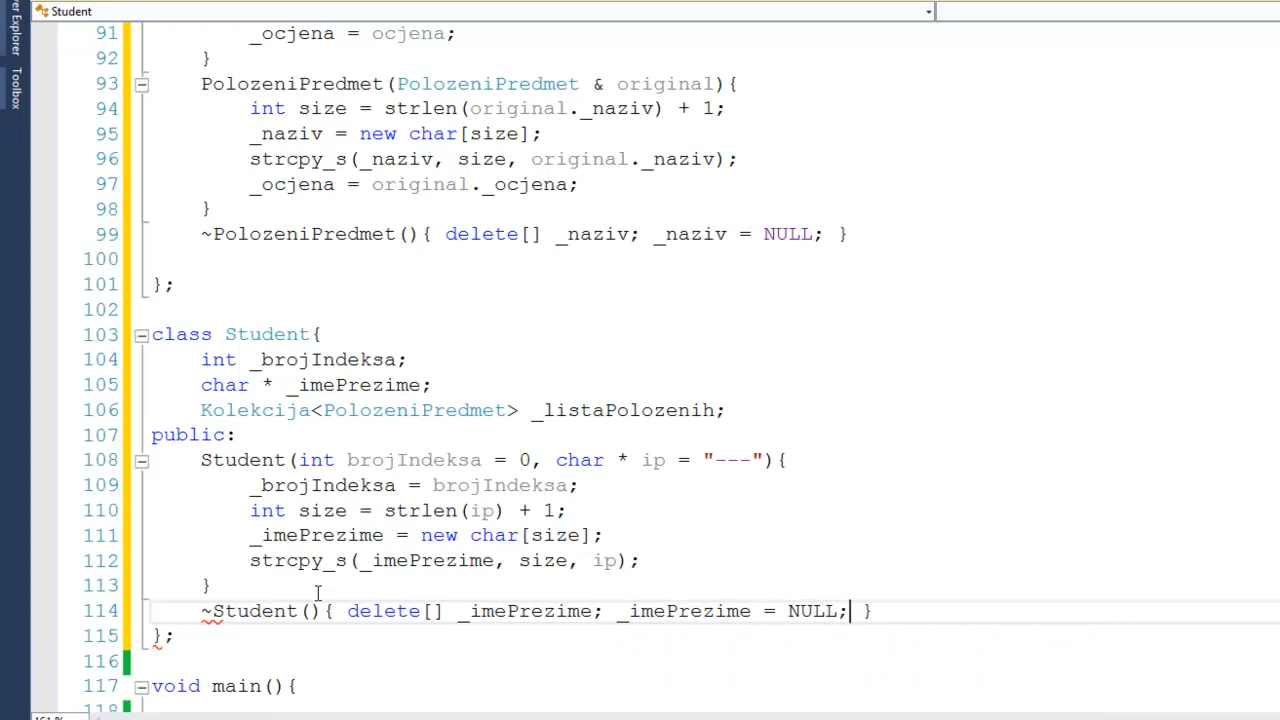 Student
er Explorer
Toolbox
91 _ocjena = ocjena;
92 }
93 PolozeniPredmet(PolozeniPredmet & original){
94 int size = strlen(original._naziv) + 1;
95 _naziv = new char[size];
96 strcpy_s(_naziv, size, original._naziv);
97 _ocjena = original._ocjena;
98 }
99 ~PolozeniPredmet(){ delete[] _naziv; _naziv = NULL; }
100
101 };
102
103 class Student{
104 int _brojIndeksa;
105 char * _imePrezime;
106 Kolekcija<PolozeniPredmet> _listaPolozenih;
107 public:
108 Student(int brojIndeksa = 0, char * ip = "---"){
109 _brojIndeksa = brojIndeksa;
110 int size = strlen(ip) + 1;
111 _imePrezime = new char[size];
112 strcpy_s(_imePrezime, size, ip);
113 }
114 ~Student(){ delete[] _imePrezime; _imePrezime = NULL; }
115 };
116
117 void main(){
118